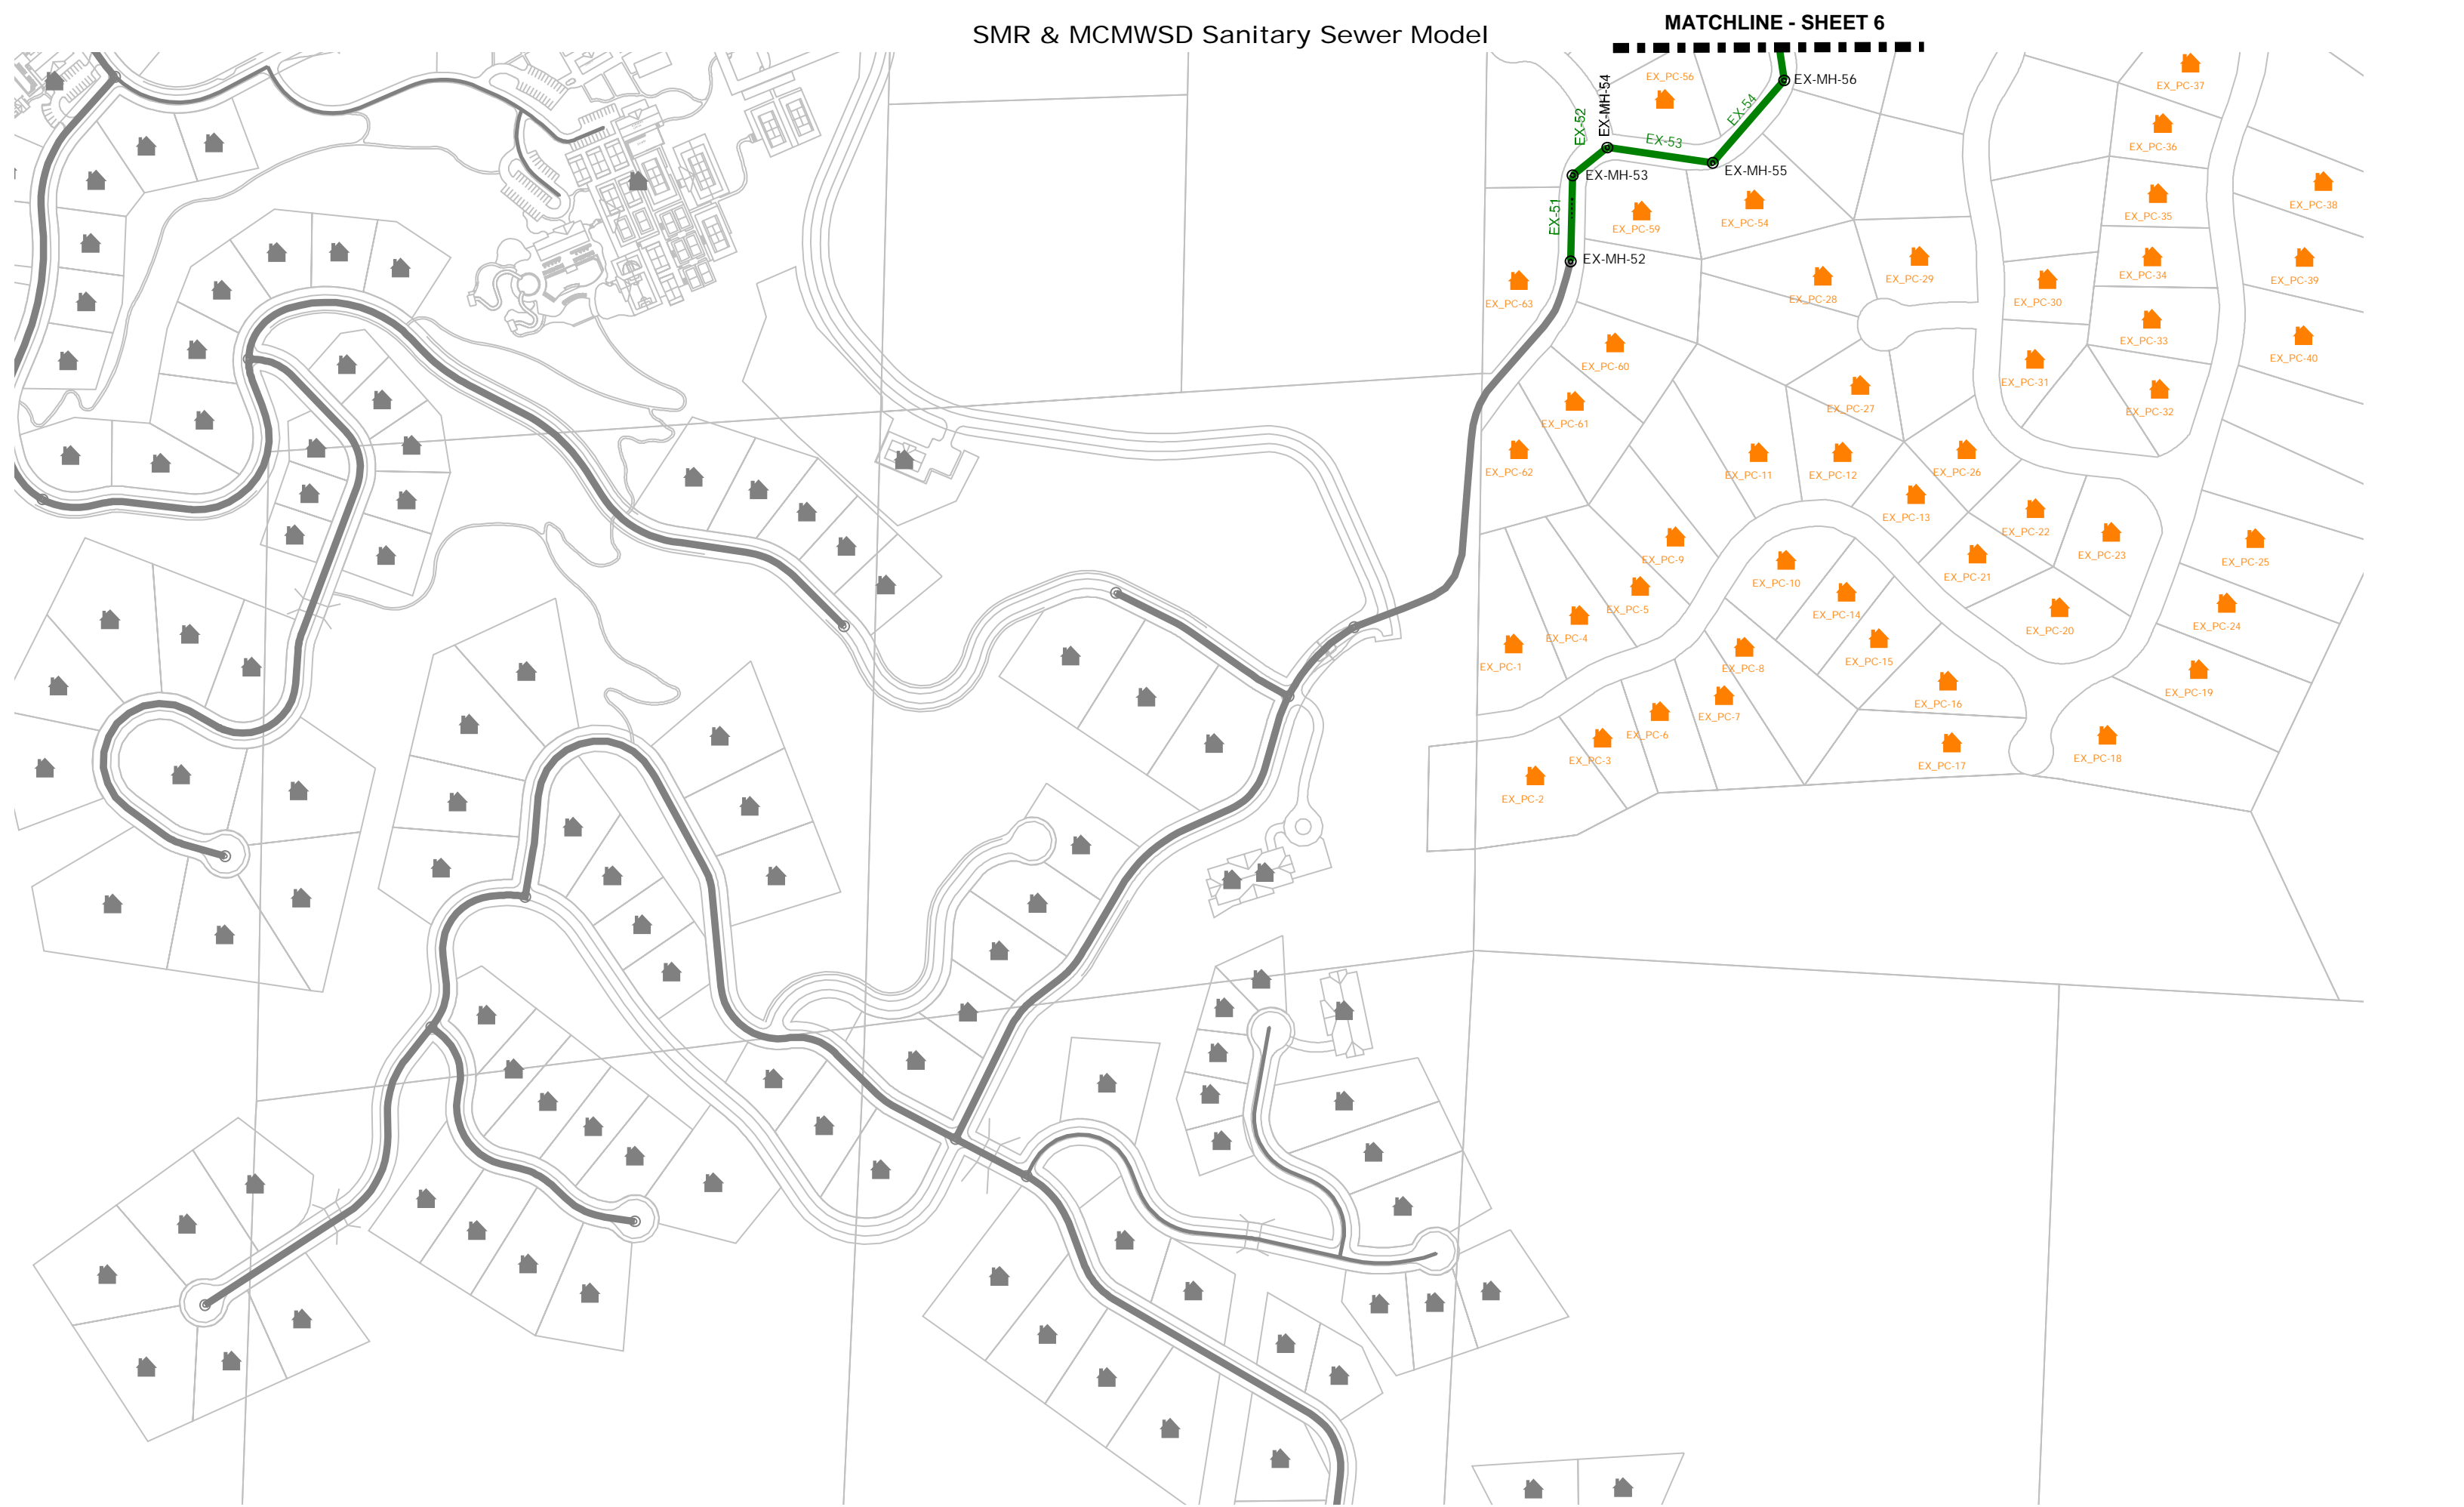 MATCHLINE - SHEET 6
SMR & MCMWSD Sanitary Sewer Model
EX_PC-56
EX-MH-54
EX-52
EX-54
EX-MH-56
EX_PC-37
EX-53
EX_PC-36
EX-MH-53
EX-MH-55
EX_PC-38
EX-51
EX_PC-59
EX_PC-54
EX_PC-35
EX-MH-52
EX_PC-29
EX_PC-34
EX_PC-39
EX_PC-63
EX_PC-28
EX_PC-30
EX_PC-33
EX_PC-40
EX_PC-60
EX_PC-31
EX_PC-27
EX_PC-32
EX_PC-61
EX_PC-62
EX_PC-11
EX_PC-12
EX_PC-26
EX_PC-13
EX_PC-22
EX_PC-23
EX_PC-9
EX_PC-25
EX_PC-10
EX_PC-21
EX_PC-5
EX_PC-14
EX_PC-24
EX_PC-4
EX_PC-20
EX_PC-1
EX_PC-8
EX_PC-15
EX_PC-19
EX_PC-16
EX_PC-7
EX_PC-6
EX_PC-3
EX_PC-17
EX_PC-18
EX_PC-2